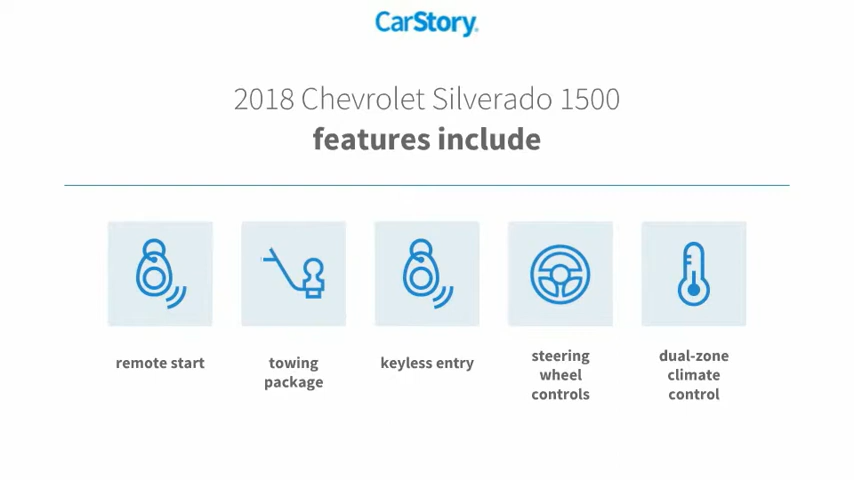 CarStory
2018 Chevrolet Silverado 1500
features include
remote start
towing
package
keyless entry
steering
wheel
controls
dual-zone
climate
control